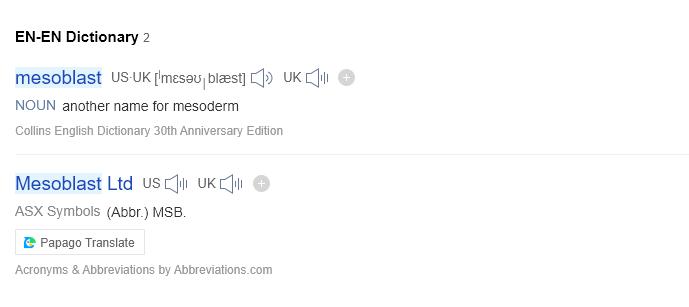 EN-EN Dictionary 2
mesoblast US·UK [ˈmɛsəʊˌblæst] UK
NOUN another name for mesoderm
Collins English Dictionary 30th Anniversary Edition
Mesoblast Ltd US UK
ASX Symbols (Abbr.) MSB.
Papago Translate
Acronyms & Abbreviations by Abbreviations.com